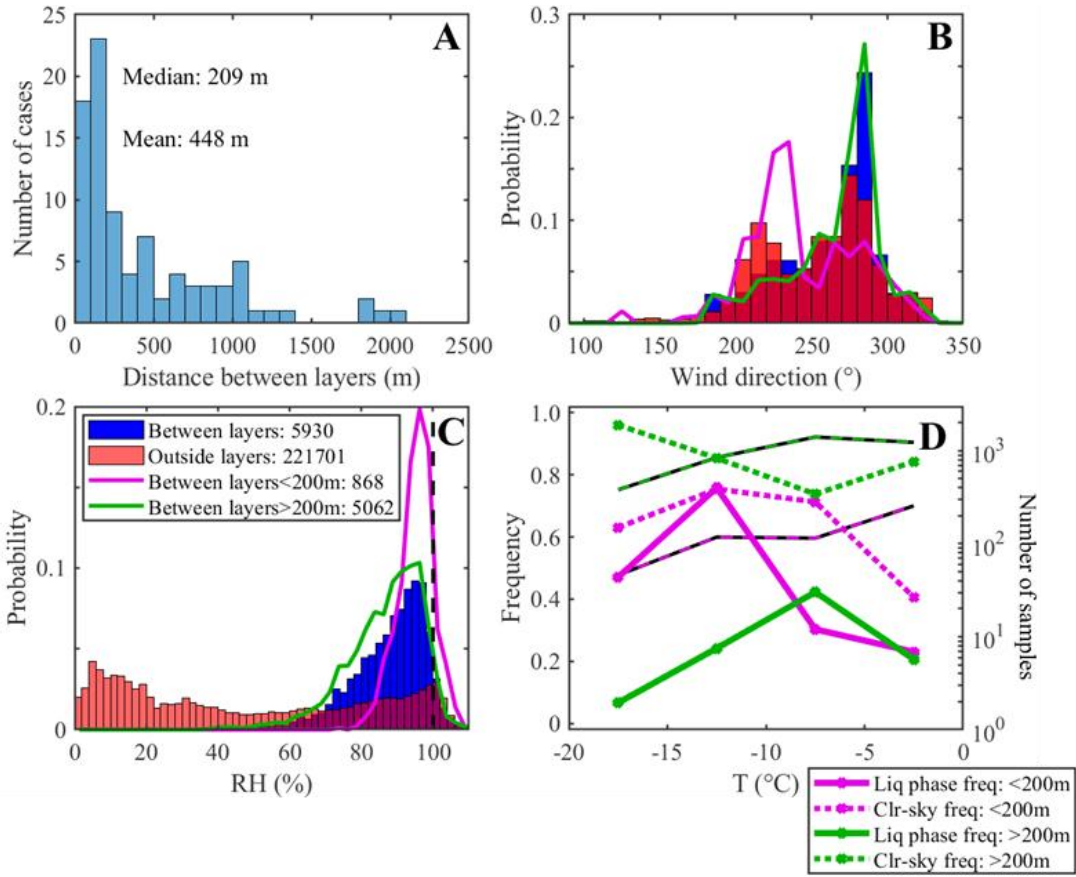 A
Median: 209 m
Mean: 448 m
Number of cases
25
20
15
10
5
0
0 500 1000 1500 2000 2500
Distance between layers (m)
B
Probability
0.3
0.2
0.1
0
100 150 200 250 300 350
Wind direction (°)
C
Between layers: 5930
Outside layers: 221701
Between layers<200m: 868
Between layers>200m: 5062
Probability
0.2
0.1
0
0 20 40 60 80 100
RH (%)
D
Frequency
1.0
0.8
0.6
0.4
0.2
0
-20 -15 -10 -5 0
T (°C)
Number of samples
10³
10²
10¹
10⁰
Liq phase freq: <200m
Clr-sky freq: <200m
Liq phase freq: >200m
Clr-sky freq: >200m